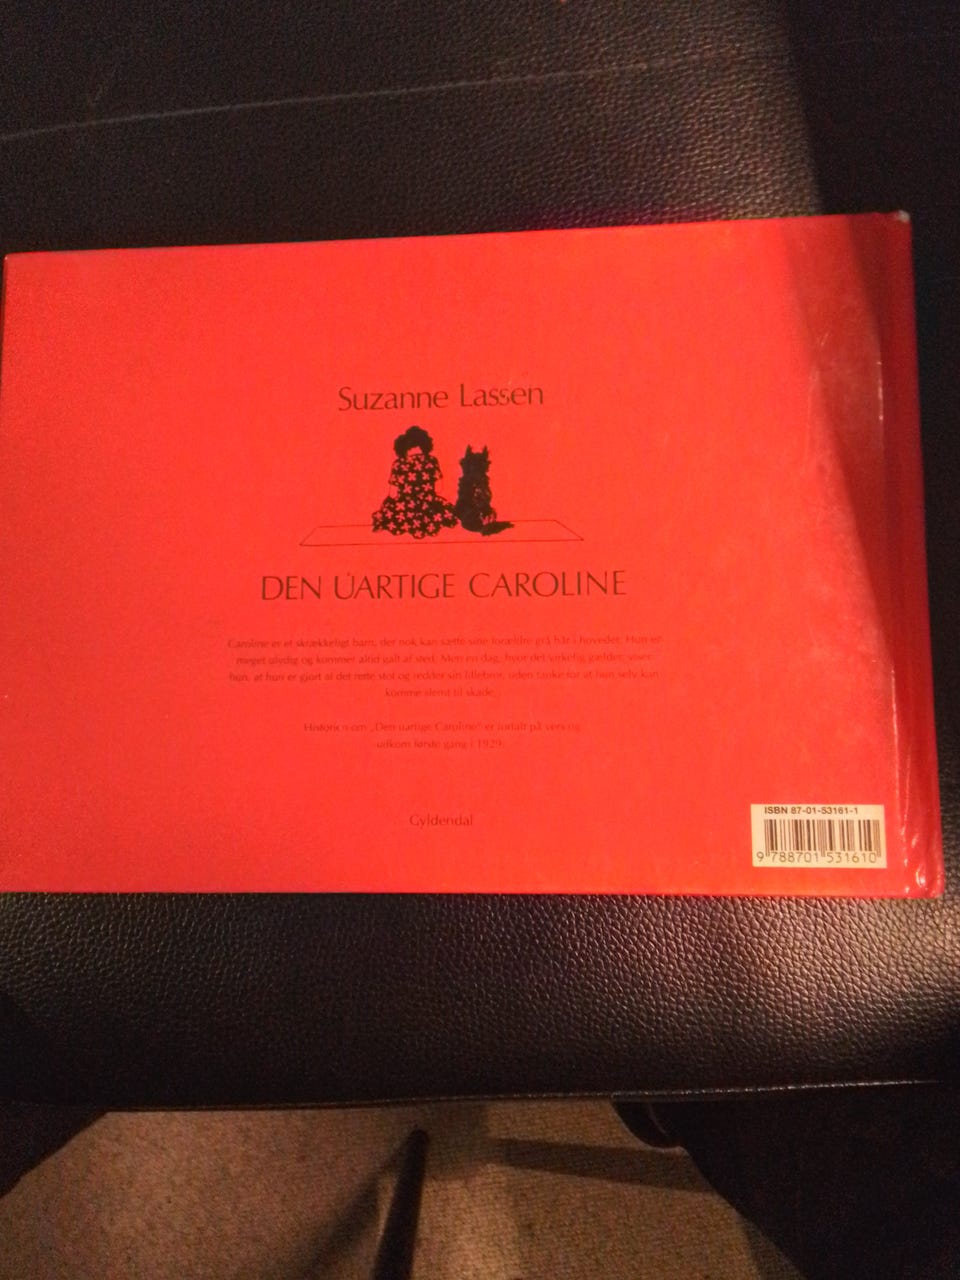 Suzanne Lassen
DEN UARTIGE CAROLINE
Caroline er et skrækkeligt barn, der nok kan sætte sine forældre grå hår i hovedet. Hun er
meget ulydig og kommer altid galt af sted. Men en dag, hvor det virkelig gælder, viser
hun, at hun er gjort af det rette stof og redder sin lillebror, uden tanke for at hun selv kan
komme slemt til skade.
Historien om „Den uartige Caroline“ er fortalt på vers og
udkom første gang i 1929.
Gyldendal
ISBN 87-01-53161-1
9 788701 531610